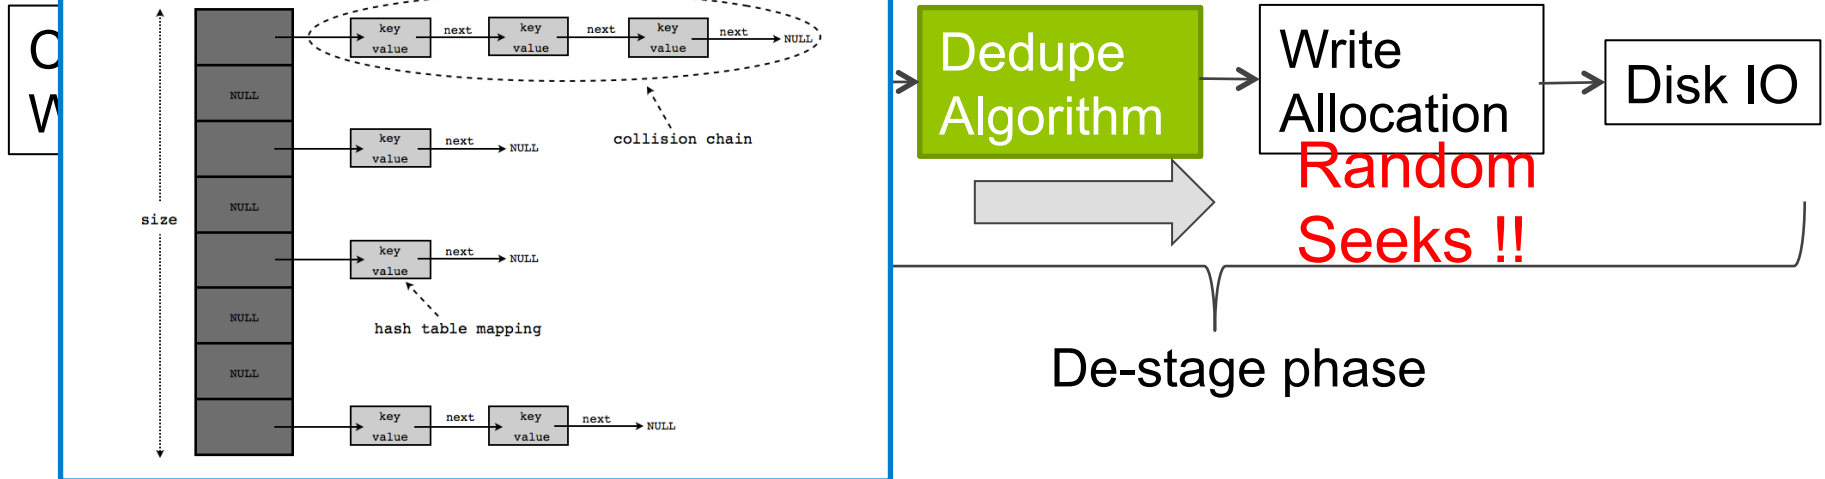 key next key next key next
value value value NULL
NULL
collision chain
key next
value NULL
size
NULL
key next
value NULL
NULL
hash table mapping
NULL
key next key next
value value NULL
Dedupe
Algorithm
Write
Allocation
Disk IO
Random
Seeks !!
De-stage phase